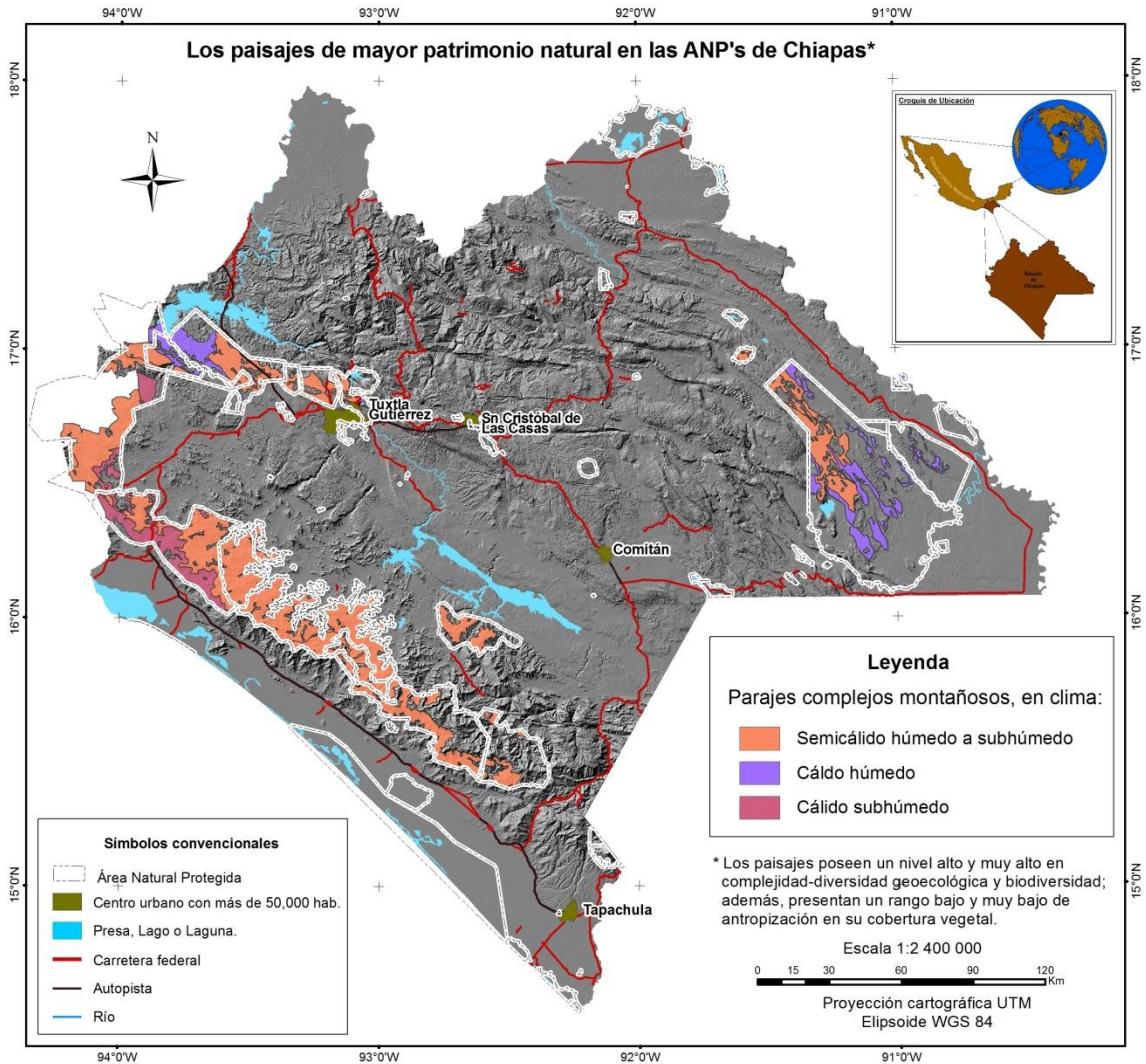 94°0'W 93°0'W 92°0'W 91°0'W
Los paisajes de mayor patrimonio natural en las ANP's de Chiapas*
18°0'N 18°0'N
N
Croquis de Ubicación
Estados Unidos Mexicanos
Estado
de
Chiapas
17°0'N 17°0'N
Tuxtla
Gutiérrez
Sn Cristóbal de
Las Casas
Comitán
16°0'N 16°0'N
Leyenda
Parajes complejos montañosos, en clima:
Semicálido húmedo a subhúmedo
Cáldo húmedo
Cálido subhúmedo
Símbolos convencionales
Área Natural Protegida
Centro urbano con más de 50,000 hab.
Presa, Lago o Laguna.
Carretera federal
Autopista
Río
15°0'N 15°0'N
Tapachula
* Los paisajes poseen un nivel alto y muy alto en
complejidad-diversidad geoecológica y biodiversidad;
además, presentan un rango bajo y muy bajo de
antropización en su cobertura vegetal.
Escala 1:2 400 000
0 15 30 60 90 120
Km
Proyección cartográfica UTM
Elipsoide WGS 84
94°0'W 93°0'W 92°0'W 91°0'W